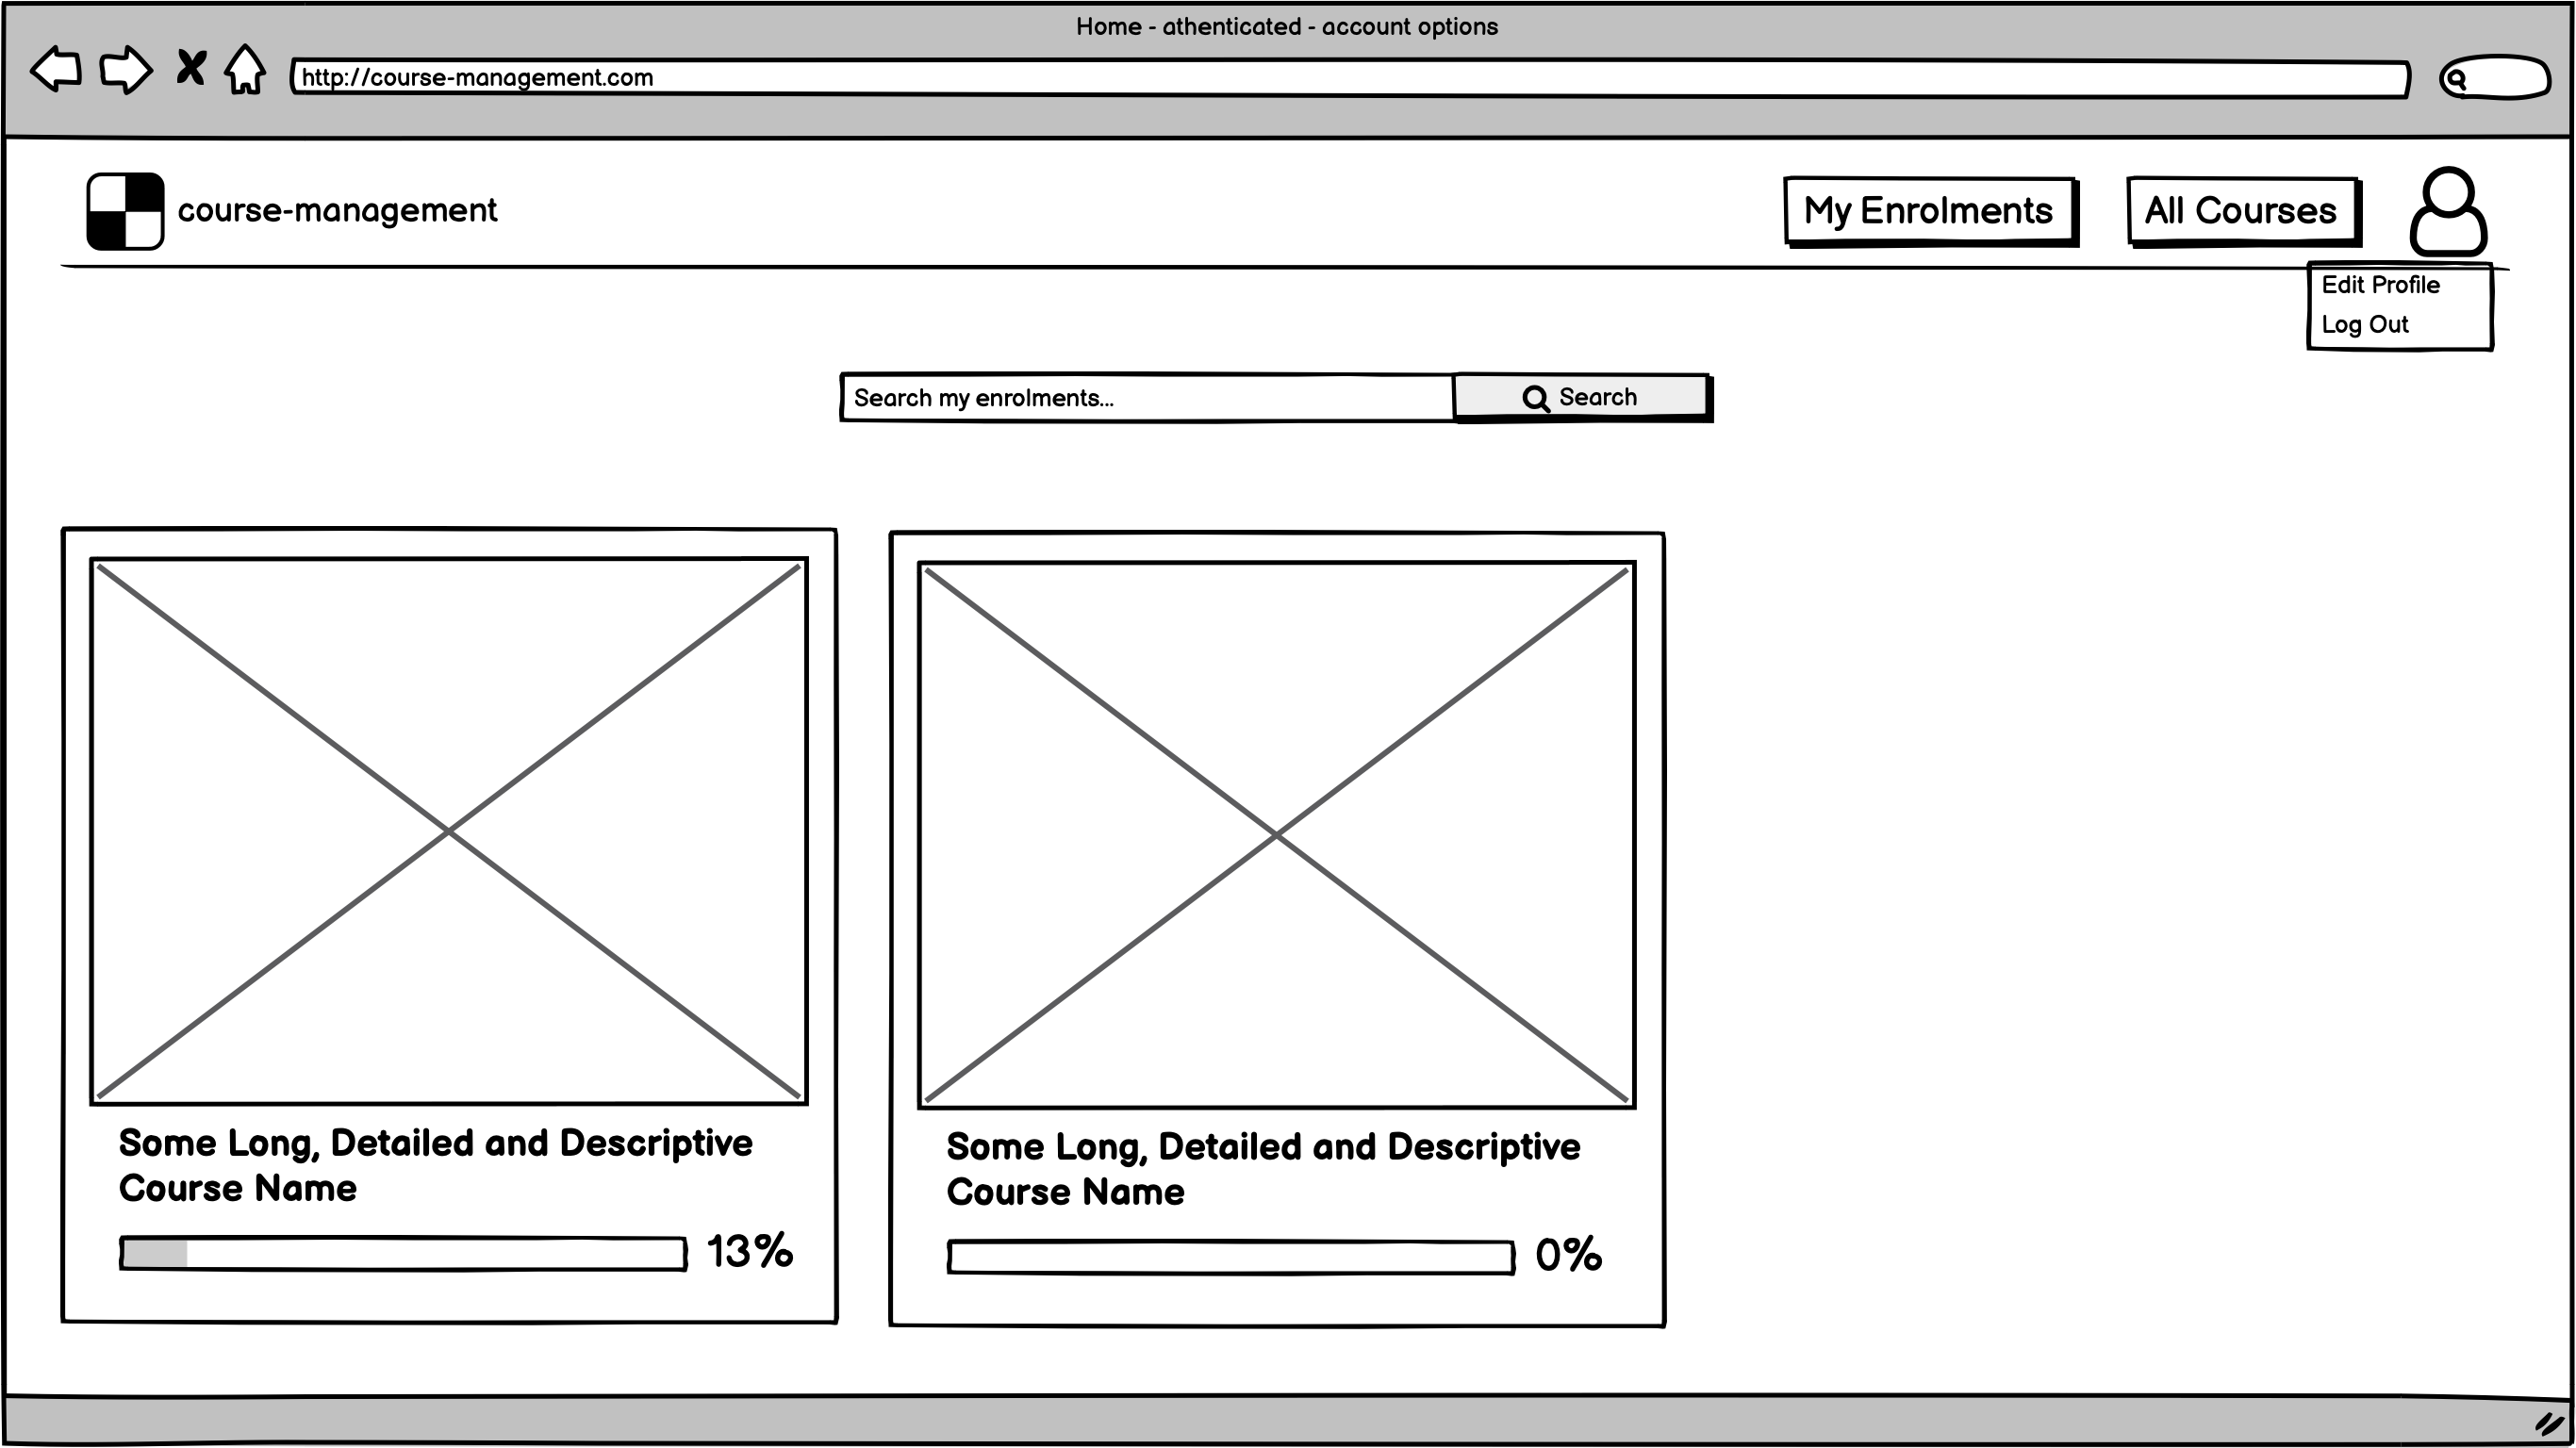 Home - athenticated - account options
http://course-management.com
course-management
My Enrolments
All Courses
Edit Profile
Log Out
Search my enrolments...
Search
Some Long, Detailed and Descriptive
Course Name
13%
Some Long, Detailed and Descriptive
Course Name
0%